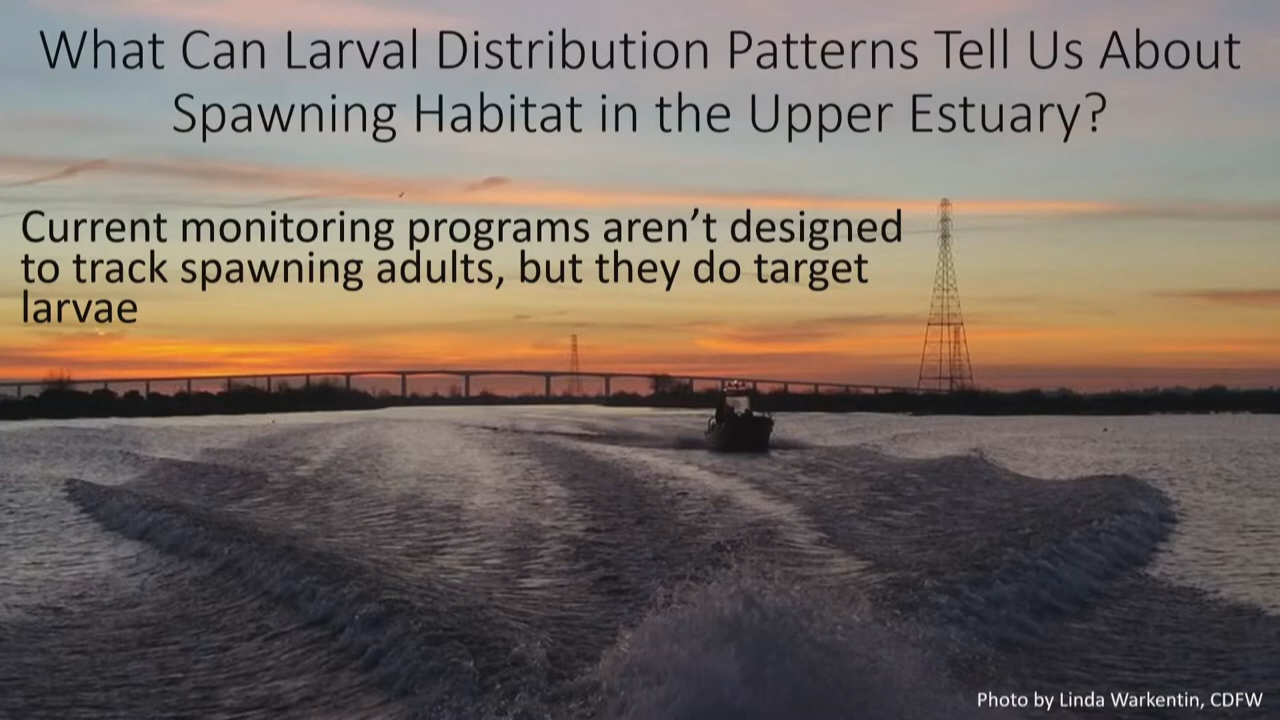 What Can Larval Distribution Patterns Tell Us About
Spawning Habitat in the Upper Estuary?
Current monitoring programs aren’t designed
to track spawning adults, but they do target
larvae
Photo by Linda Warkentin, CDFW